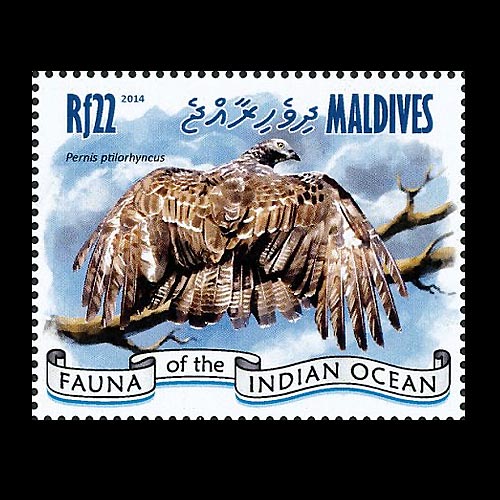 Rf22 2014 ދިވެހިރާއްޖެ MALDIVES
Pernis ptilorhyncus
FAUNA of the INDIAN OCEAN